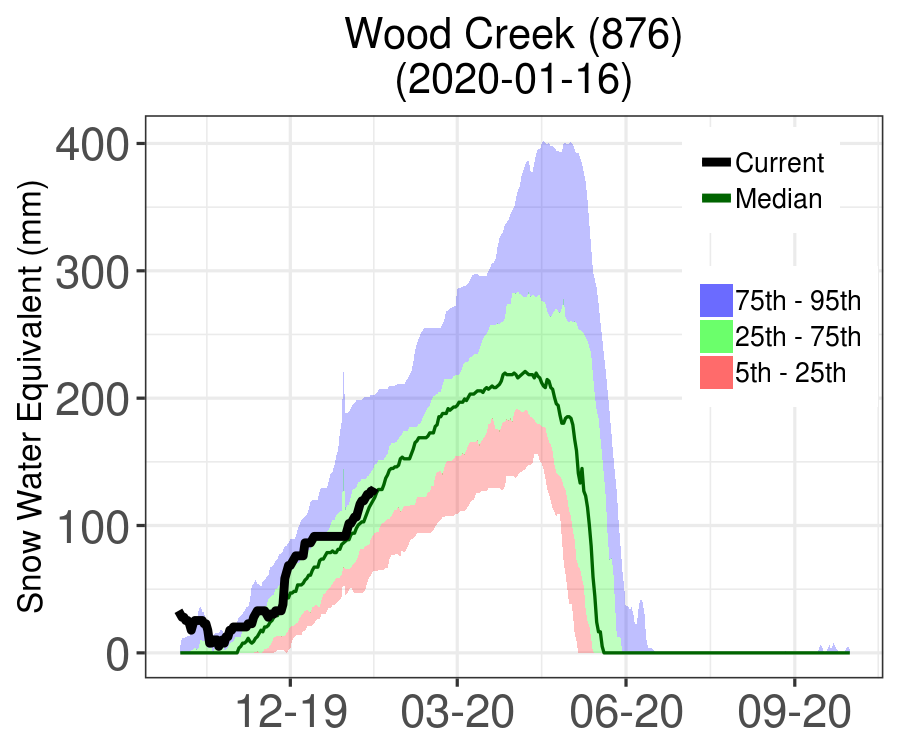 Wood Creek (876)
(2020-01-16)
Snow Water Equivalent (mm)
400
300
200
100
0
12-19
03-20
06-20
09-20
Current
Median
75th - 95th
25th - 75th
5th - 25th